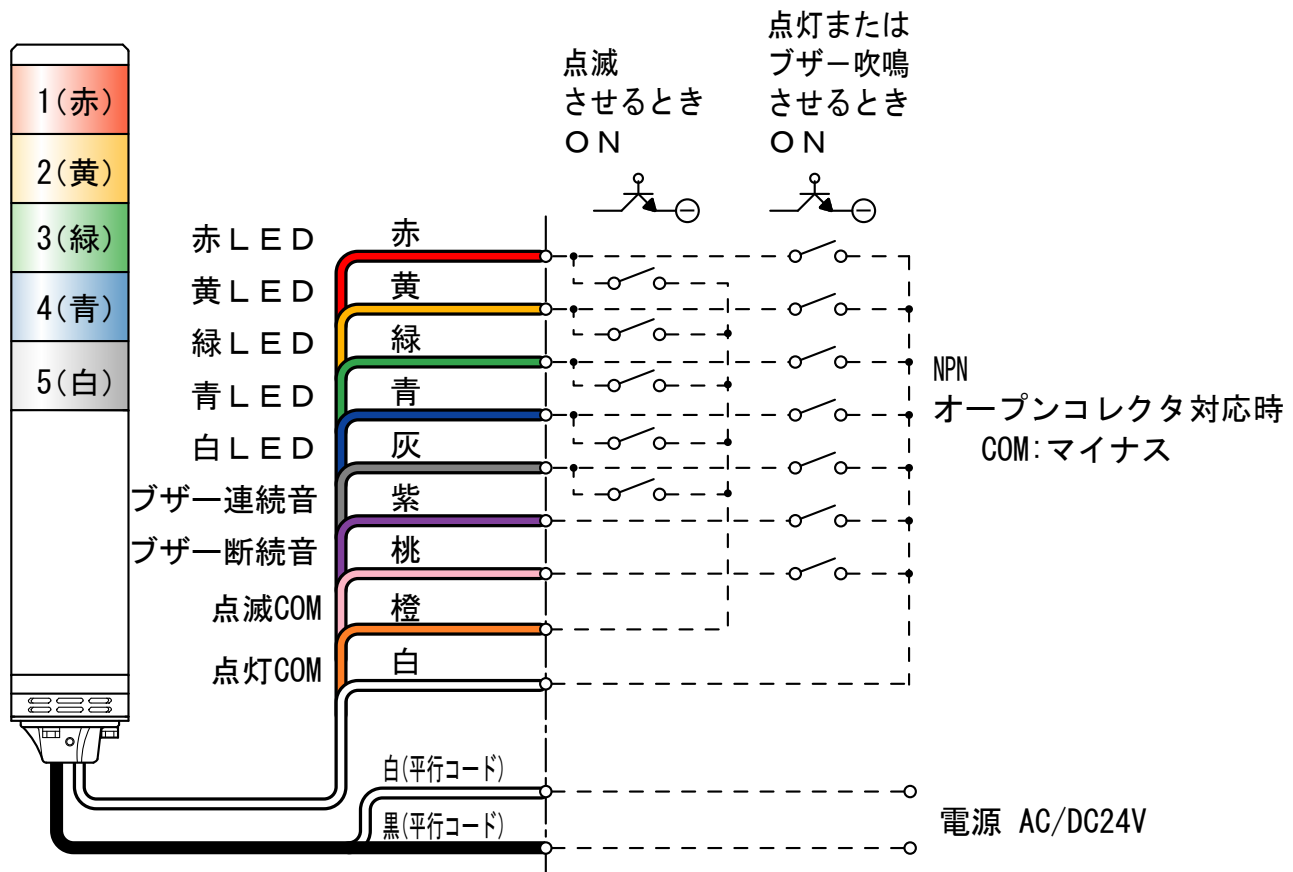 1(赤)
2(黄)
3(緑)
4(青)
5(白)
点滅
させるとき
ON
点灯または
ブザー吹鳴
させるとき
ON
赤LED
赤
黄LED
黄
緑LED
緑
青LED
青
白LED
灰
ブザー連続音
紫
ブザー断続音
桃
点滅COM
橙
点灯COM
白
NPN
オープンコレクタ対応時
COM:マイナス
白(平行コード)
黒(平行コード)
電源 AC/DC24V